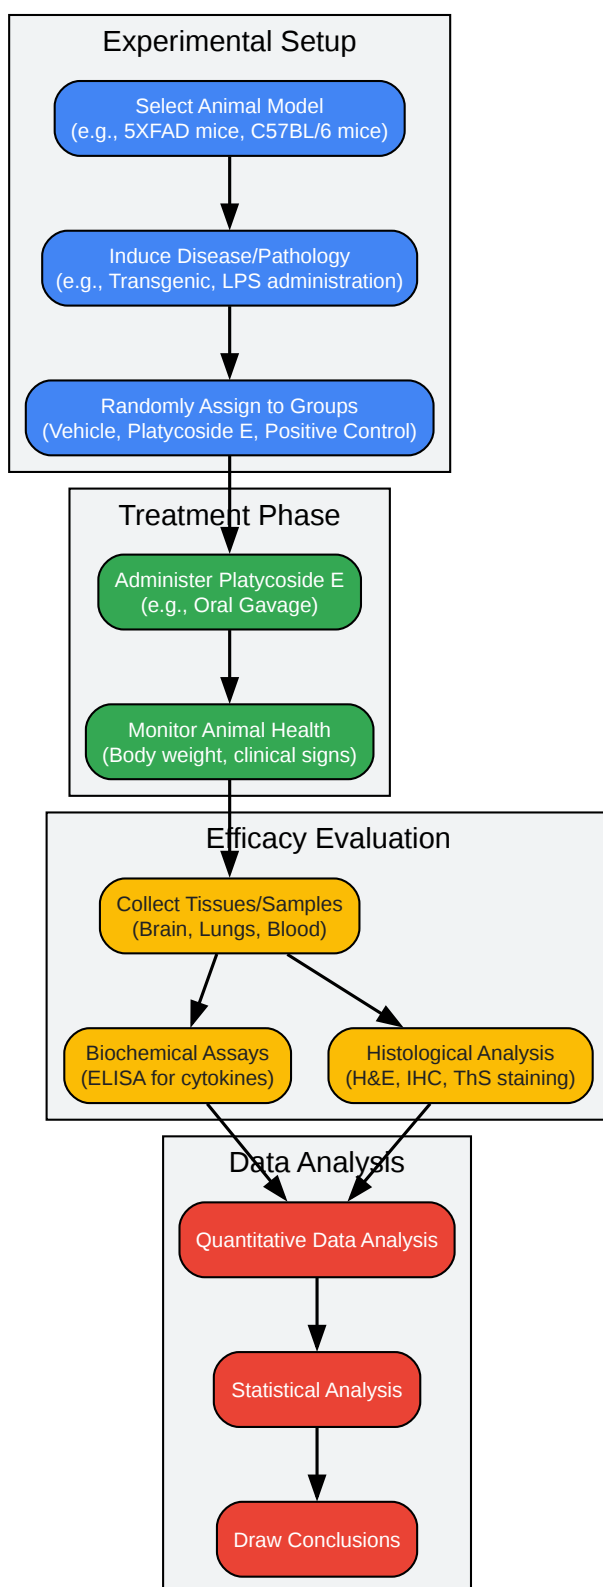 Experimental Setup
Select Animal Model
(e.g., 5XFAD mice, C57BL/6 mice)
Induce Disease/Pathology
(e.g., Transgenic, LPS administration)
Randomly Assign to Groups
(Vehicle, Platycoside E, Positive Control)
Treatment Phase
Administer Platycoside E
(e.g., Oral Gavage)
Monitor Animal Health
(Body weight, clinical signs)
Efficacy Evaluation
Collect Tissues/Samples
(Brain, Lungs, Blood)
Biochemical Assays
(ELISA for cytokines)
Histological Analysis
(H&E, IHC, ThS staining)
Data Analysis
Quantitative Data Analysis
Statistical Analysis
Draw Conclusions